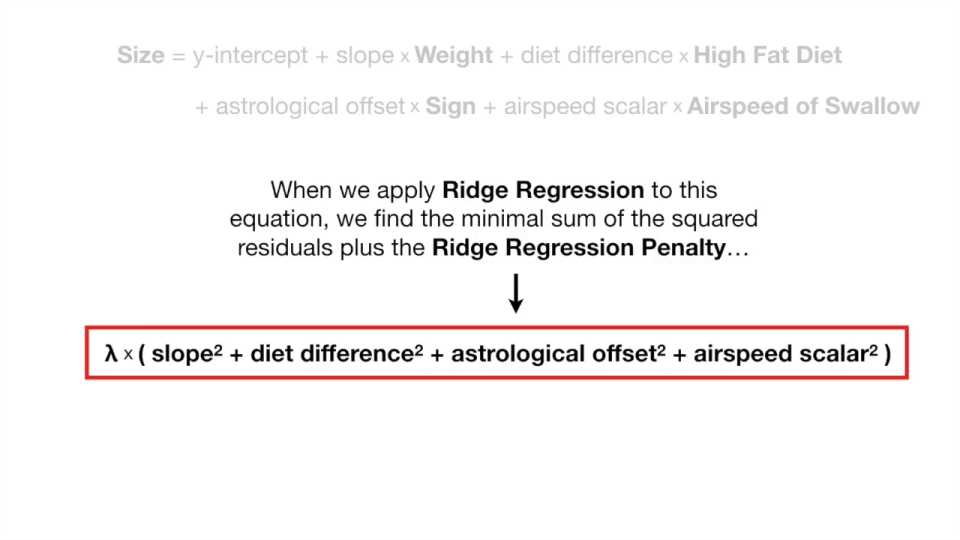 Size = y-intercept + slope x Weight + diet difference x High Fat Diet
+ astrological offset x Sign + airspeed scalar x Airspeed of Swallow
When we apply Ridge Regression to this
equation, we find the minimal sum of the squared
residuals plus the Ridge Regression Penalty…
λ x ( slope² + diet difference² + astrological offset² + airspeed scalar² )